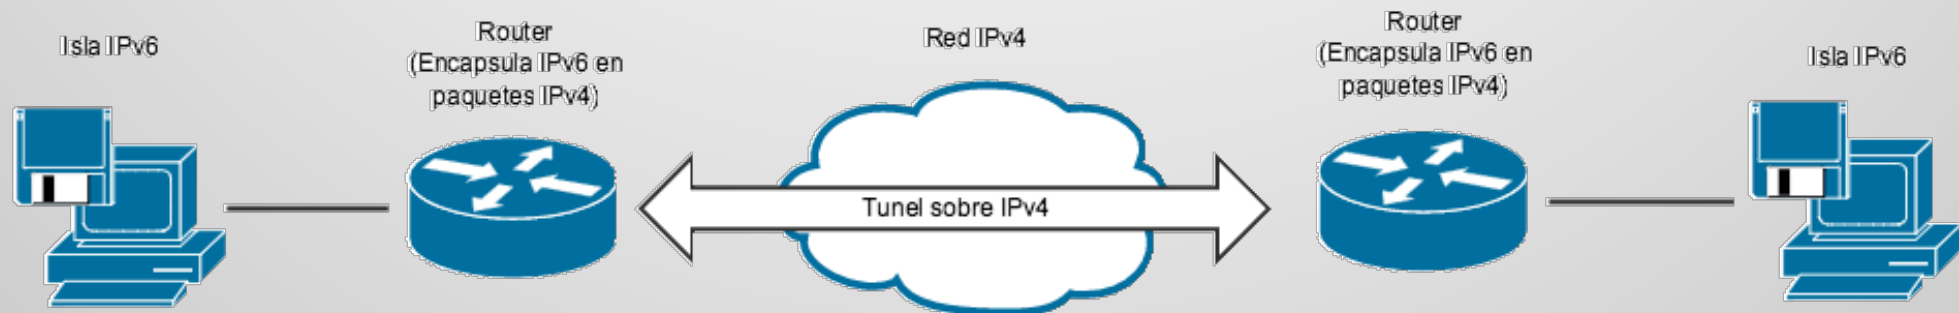 Isla IPv6
Router
(Encapsula IPv6 en
paquetes IPv4)
Red IPv4
Tunel sobre IPv4
Router
(Encapsula IPv6 en
paquetes IPv4)
Isla IPv6